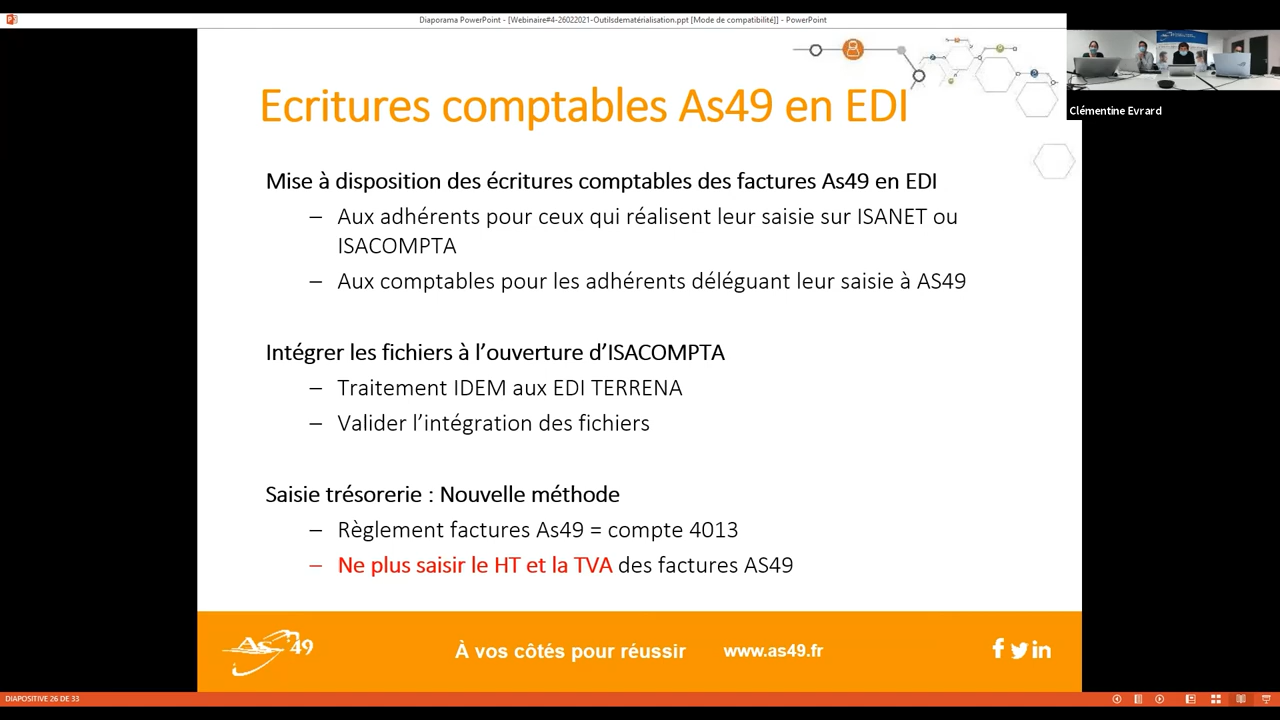 Diaporama PowerPoint - [Webinaire#4-26022021-Outilsdematérialisation.ppt [Mode de compatibilité]] - PowerPoint
Clémentine Evrard
Ecritures comptables As49 en EDI
Mise à disposition des écritures comptables des factures As49 en EDI
– Aux adhérents pour ceux qui réalisent leur saisie sur ISANET ou
ISACOMPTA
– Aux comptables pour les adhérents déléguant leur saisie à AS49
Intégrer les fichiers à l’ouverture d’ISACOMPTA
– Traitement IDEM aux EDI TERRENA
– Valider l’intégration des fichiers
Saisie trésorerie : Nouvelle méthode
– Règlement factures As49 = compte 4013
– Ne plus saisir le HT et la TVA des factures AS49
As 49
À vos côtés pour réussir
www.as49.fr
DIAPOSITIVE 26 DE 33